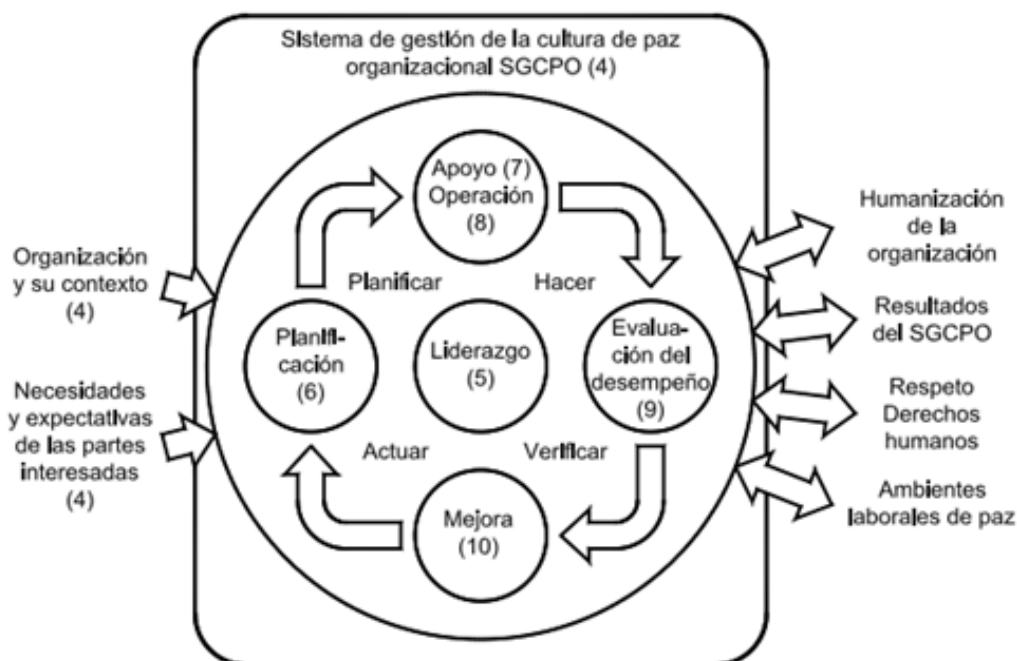 Sistema de gestión de la cultura de paz
organizacional SGCPO (4)
Organización
y su contexto
(4)
Necesidades
y expectativas
de las partes
interesadas
(4)
Apoyo (7)
Operación
(8)
Planificar
Hacer
Planifi-
cación
(6)
Liderazgo
(5)
Evalua-
ción del
desempeño
(9)
Actuar
Verificar
Mejora
(10)
Humanización
de la
organización
Resultados
del SGCPO
Respeto
Derechos
humanos
Ambientes
laborales de paz